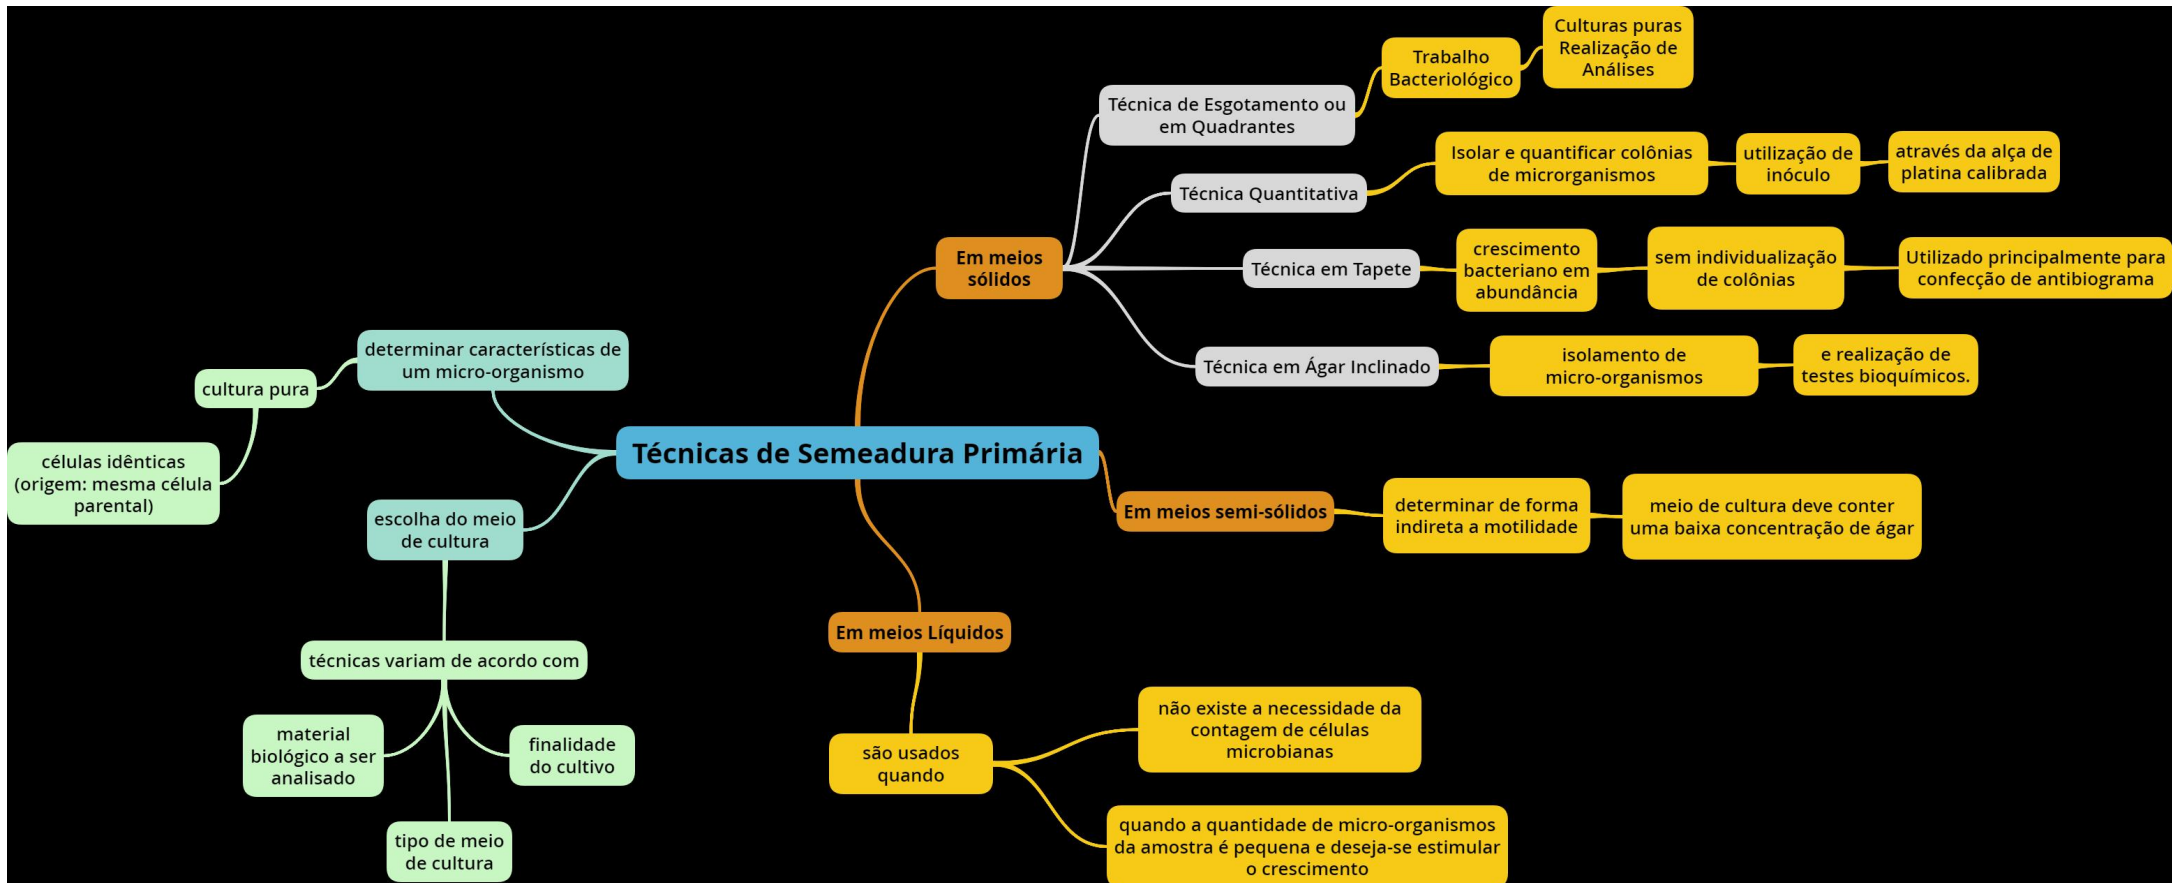 Técnicas de Semeadura Primária
determinar características de
um micro-organismo
cultura pura
células idênticas
(origem: mesma célula
parental)
escolha do meio
de cultura
técnicas variam de acordo com
material
biológico a ser
analisado
tipo de meio
de cultura
finalidade
do cultivo
Em meios
sólidos
Técnica de Esgotamento ou
em Quadrantes
Trabalho
Bacteriológico
Culturas puras
Realização de
Análises
Técnica Quantitativa
Isolar e quantificar colônias
de microrganismos
utilização de
inóculo
através da alça de
platina calibrada
Técnica em Tapete
crescimento
bacteriano em
abundância
sem individualização
de colônias
Utilizado principalmente para
confecção de antibiograma
Técnica em Ágar Inclinado
isolamento de
micro-organismos
e realização de
testes bioquímicos.
Em meios semi-sólidos
determinar de forma
indireta a motilidade
meio de cultura deve conter
uma baixa concentração de ágar
Em meios Líquidos
são usados
quando
não existe a necessidade da
contagem de células
microbianas
quando a quantidade de micro-organismos
da amostra é pequena e deseja-se estimular
o crescimento